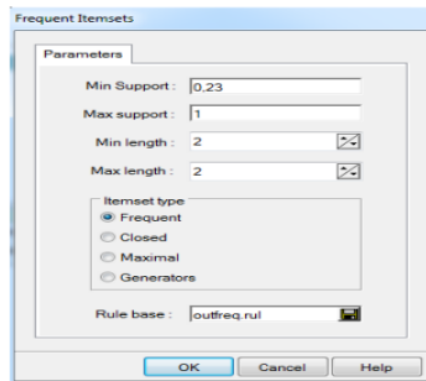 Frequent Itemsets
Parameters
Min Support : 0,23
Max support : 1
Min length : 2
Max length : 2
Itemset type
Frequent
Closed
Maximal
Generators
Rule base : outfreq.rul
OK Cancel Help